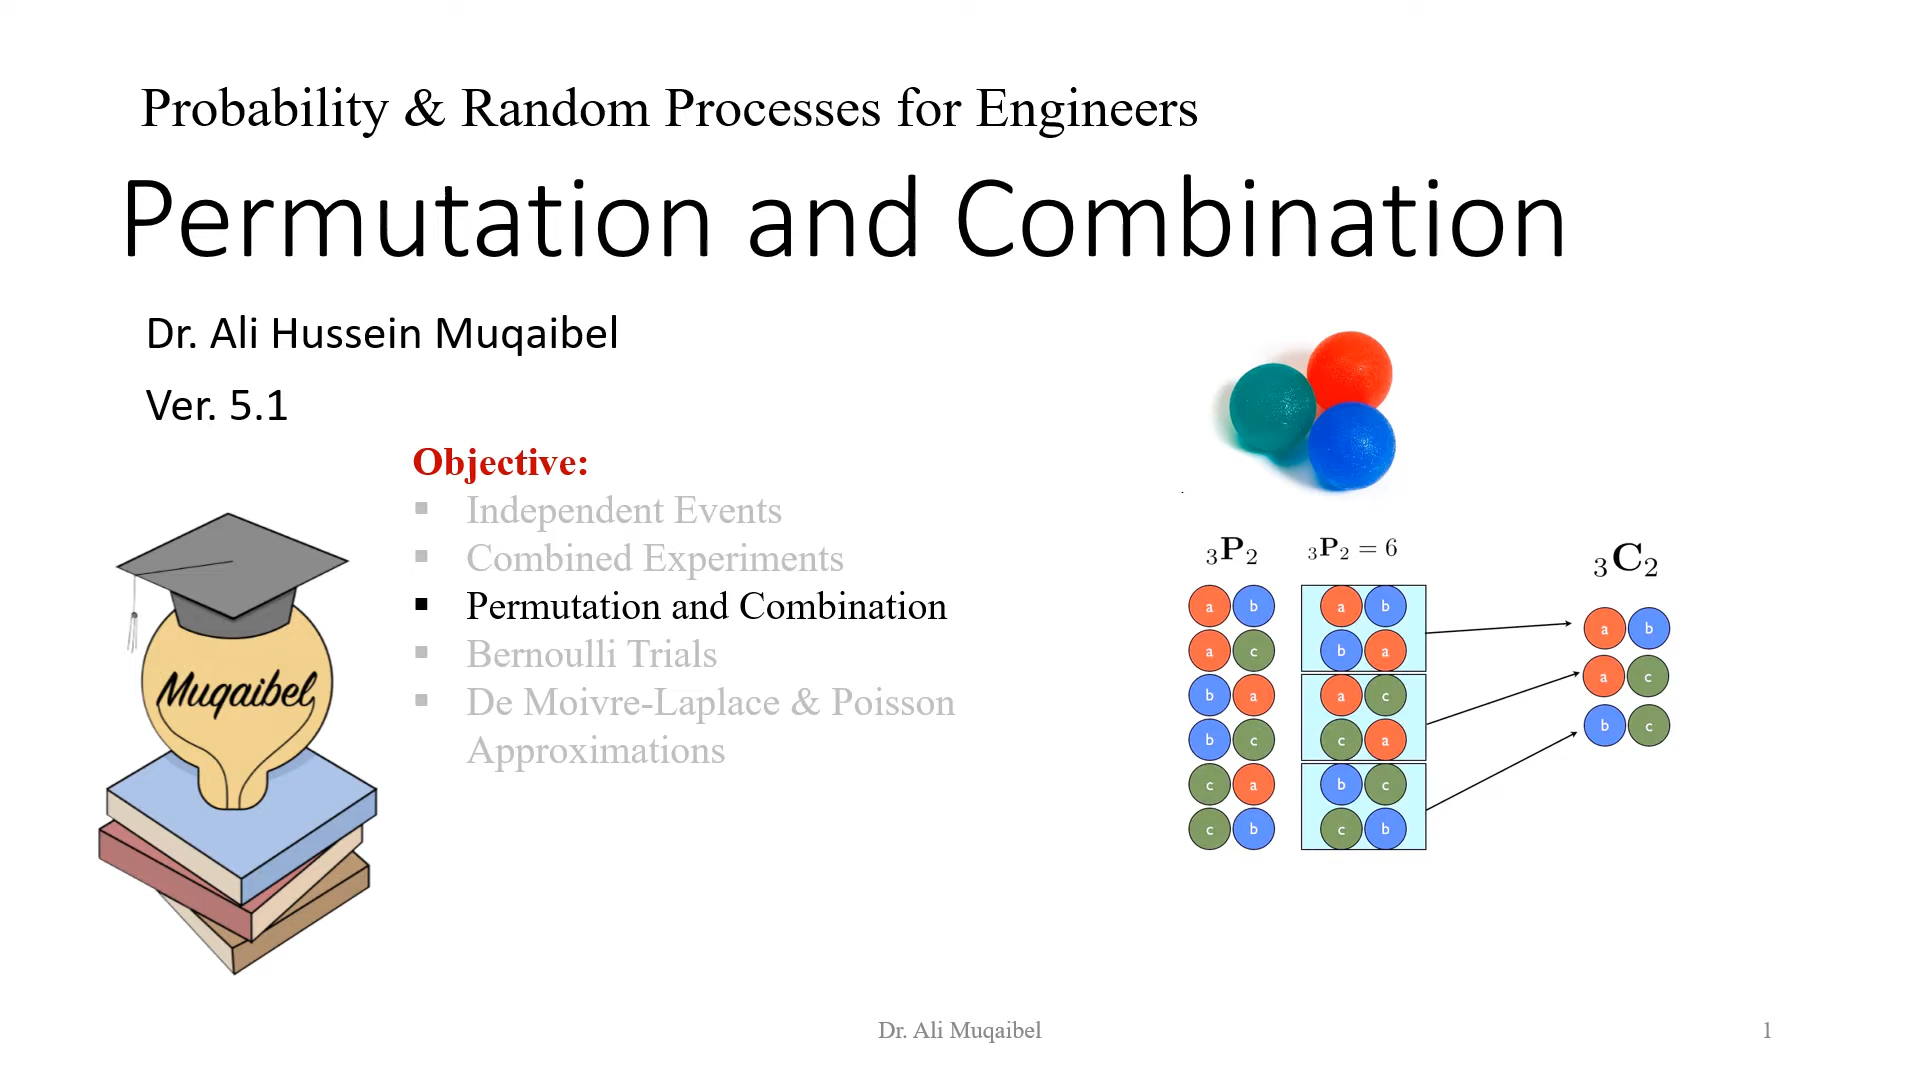 Probability & Random Processes for Engineers
Permutation and Combination
Dr. Ali Hussein Muqaibel
Ver. 5.1
Objective:
▪ Independent Events
▪ Combined Experiments
▪ Permutation and Combination
▪ Bernoulli Trials
▪ De Moivre-Laplace & Poisson
Approximations
Muqaibel
₃P₂
a b
a c
b a
b c
c a
c b
₃P₂ = 6
a b
b a
a c
c a
b c
c b
₃C₂
a b
a c
b c
Dr. Ali Muqaibel
1